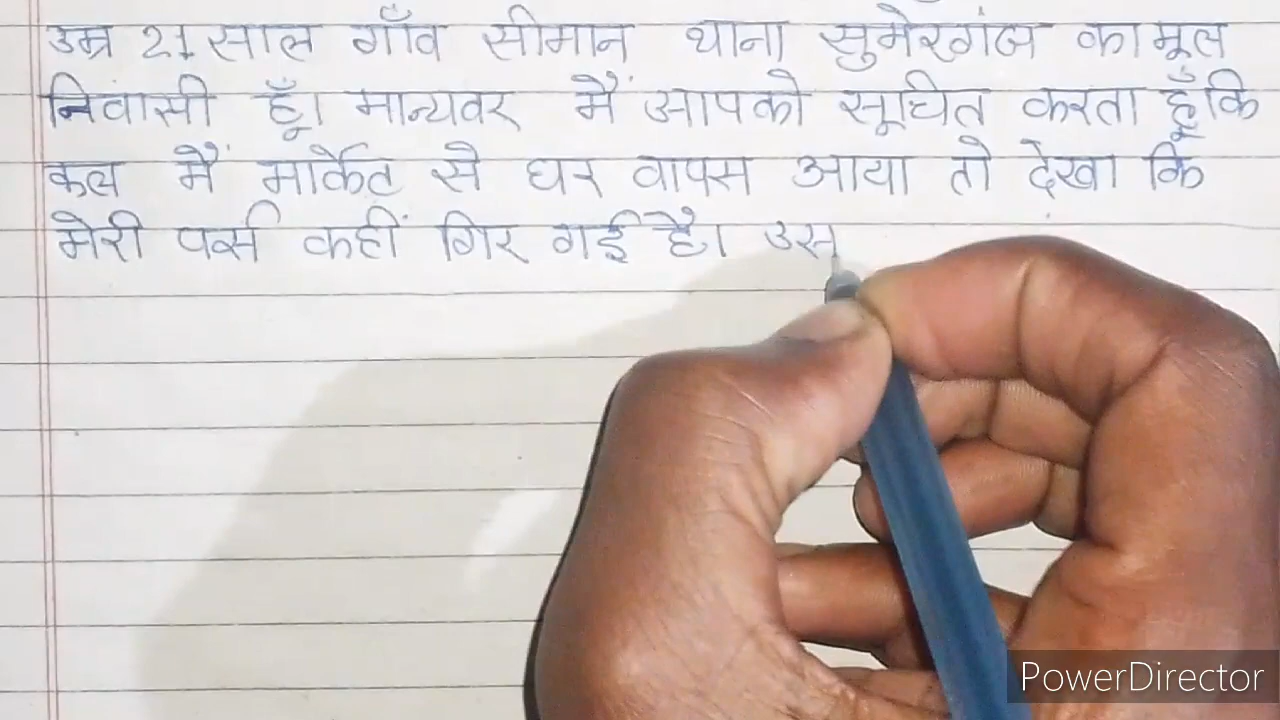 उम्र 21 साल गाँव सीमान थाना सुमेरगंज का मूल
निवासी हूँ। मान्यवर मैं आपको सूचित करता हूँ कि
कल मैं मार्केट से घर वापस आया तो देखा कि
मेरी पर्स कहीं गिर गई है। उस
PowerDirector